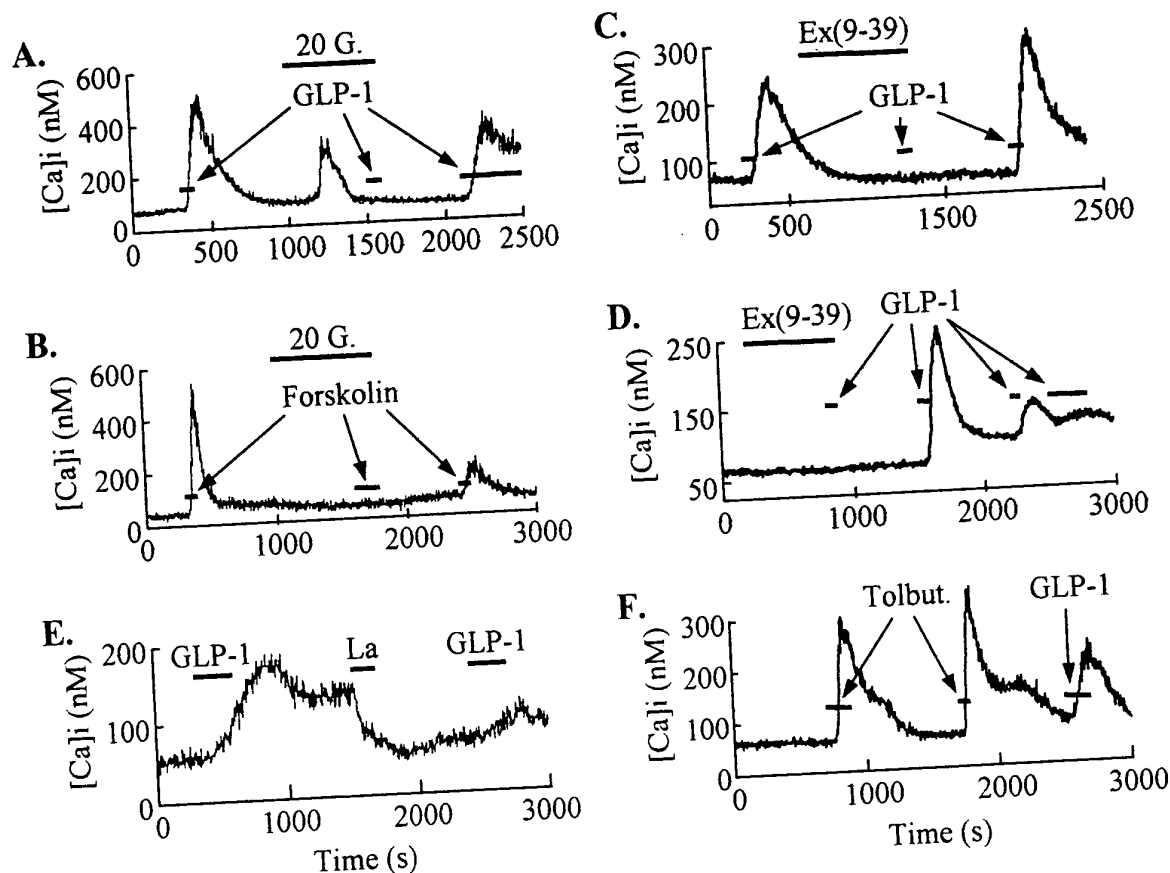 A.
20 G.
GLP-1
[Ca]i (nM)
600
400
200
0
0 500 1000 1500 2000 2500
B.
20 G.
Forskolin
[Ca]i (nM)
600
400
200
0
0 1000 2000 3000
E.
GLP-1 La GLP-1
[Ca]i (nM)
200
100
0
0 1000 2000 3000
Time (s)
C.
Ex(9-39)
GLP-1
[Ca]i (nM)
300
200
100
0 500 1500 2500
D.
Ex(9-39) GLP-1
[Ca]i (nM)
250
150
50
0 1000 2000 3000
F.
Tolbut. GLP-1
[Ca]i (nM)
300
200
100
0
0 1000 2000 3000
Time (s)